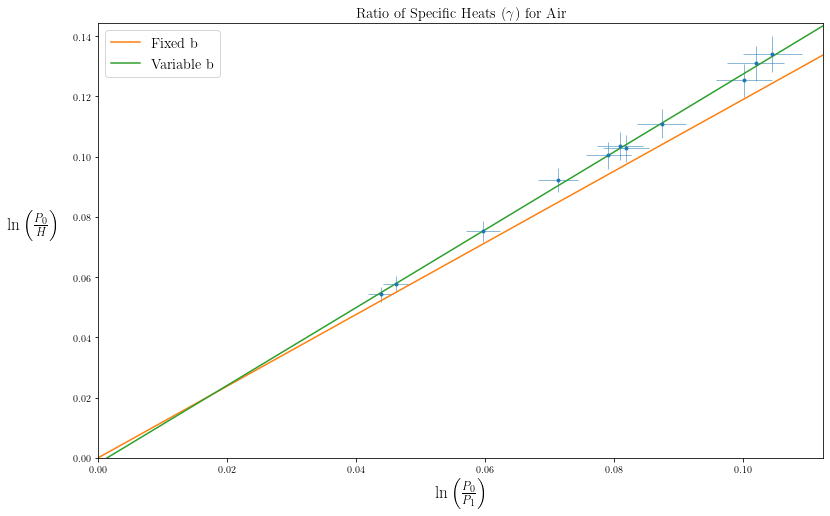 Ratio of Specific Heats (γ) for Air
Fixed b
Variable b
0.14
0.12
0.10
0.08
0.06
0.04
0.02
0.00
ln (P₀/H)
0.00 0.02 0.04 0.06 0.08 0.10
ln (P₀/P₁)